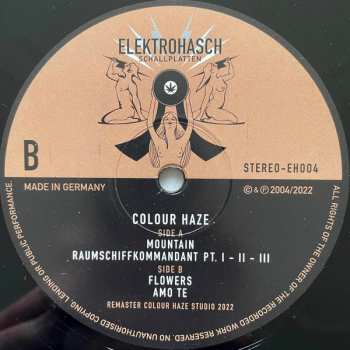 ELEKTROHASCH
SCHALLPLATTEN
B
STEREO-EH004
MADE IN GERMANY
© & ℗ 2004/2022
COLOUR HAZE
SIDE A
MOUNTAIN
RAUMSCHIFFKOMMANDANT PT. I - II - III
SIDE B
FLOWERS
AMO TE
REMASTER COLOUR HAZE STUDIO 2022
ALL RIGHTS OF THE OWNER OF THE RECORDED WORK RESERVED. NO UNAUTHORISED COPYING, LENDING OR PUBLIC PERFORMANCE.